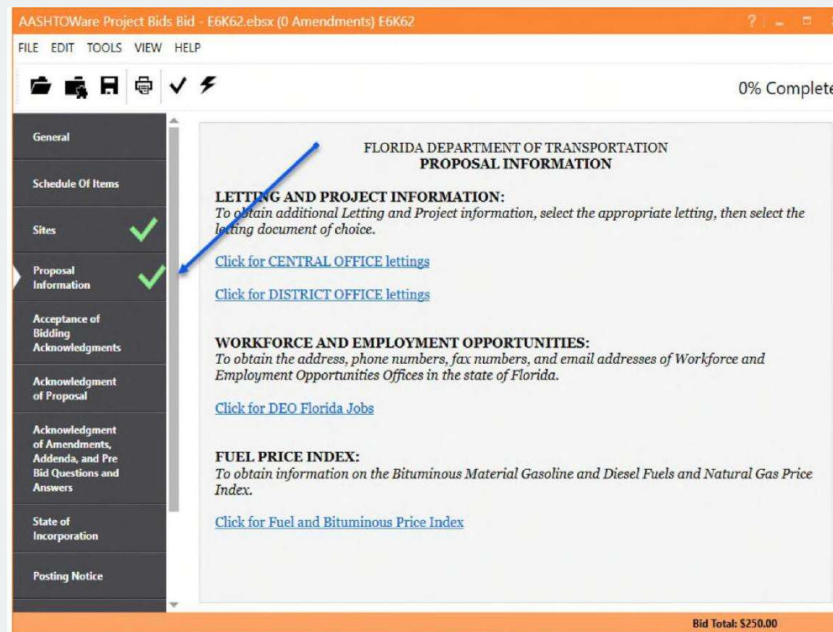 AASHTOWare Project Bids Bid - E6K62.ebsx (0 Amendments) E6K62
?
FILE EDIT TOOLS VIEW HELP
0% Complete
General
Schedule Of Items
Sites
Proposal
Information
Acceptance of
Bidding
Acknowledgments
Acknowledgment
of Proposal
Acknowledgment
of Amendments,
Addenda, and Pre
Bid Questions and
Answers
State of
Incorporation
Posting Notice
FLORIDA DEPARTMENT OF TRANSPORTATION
PROPOSAL INFORMATION
LETTING AND PROJECT INFORMATION:
To obtain additional Letting and Project information, select the appropriate letting, then select the
letting document of choice.
Click for CENTRAL OFFICE lettings
Click for DISTRICT OFFICE lettings
WORKFORCE AND EMPLOYMENT OPPORTUNITIES:
To obtain the address, phone numbers, fax numbers, and email addresses of Workforce and
Employment Opportunities Offices in the state of Florida.
Click for DEO Florida Jobs
FUEL PRICE INDEX:
To obtain information on the Bituminous Material Gasoline and Diesel Fuels and Natural Gas Price
Index.
Click for Fuel and Bituminous Price Index
Bid Total: $250.00